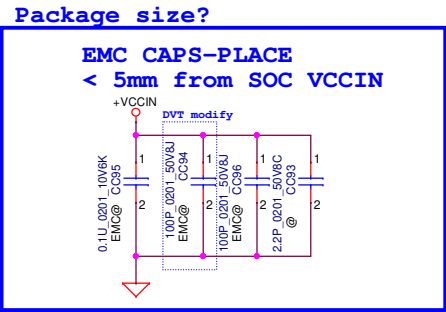 Package size?
EMC CAPS-PLACE
< 5mm from SOC VCCIN
+VCCIN
DVT modify
0.1U_0201_10V6K
EMC@
CC95
1
2
100P_0201_50V8J
EMC@
CC94
1
2
100P_0201_50V8J
EMC@
CC96
1
2
2.2P_0201_50V8C
@
CC93
1
2